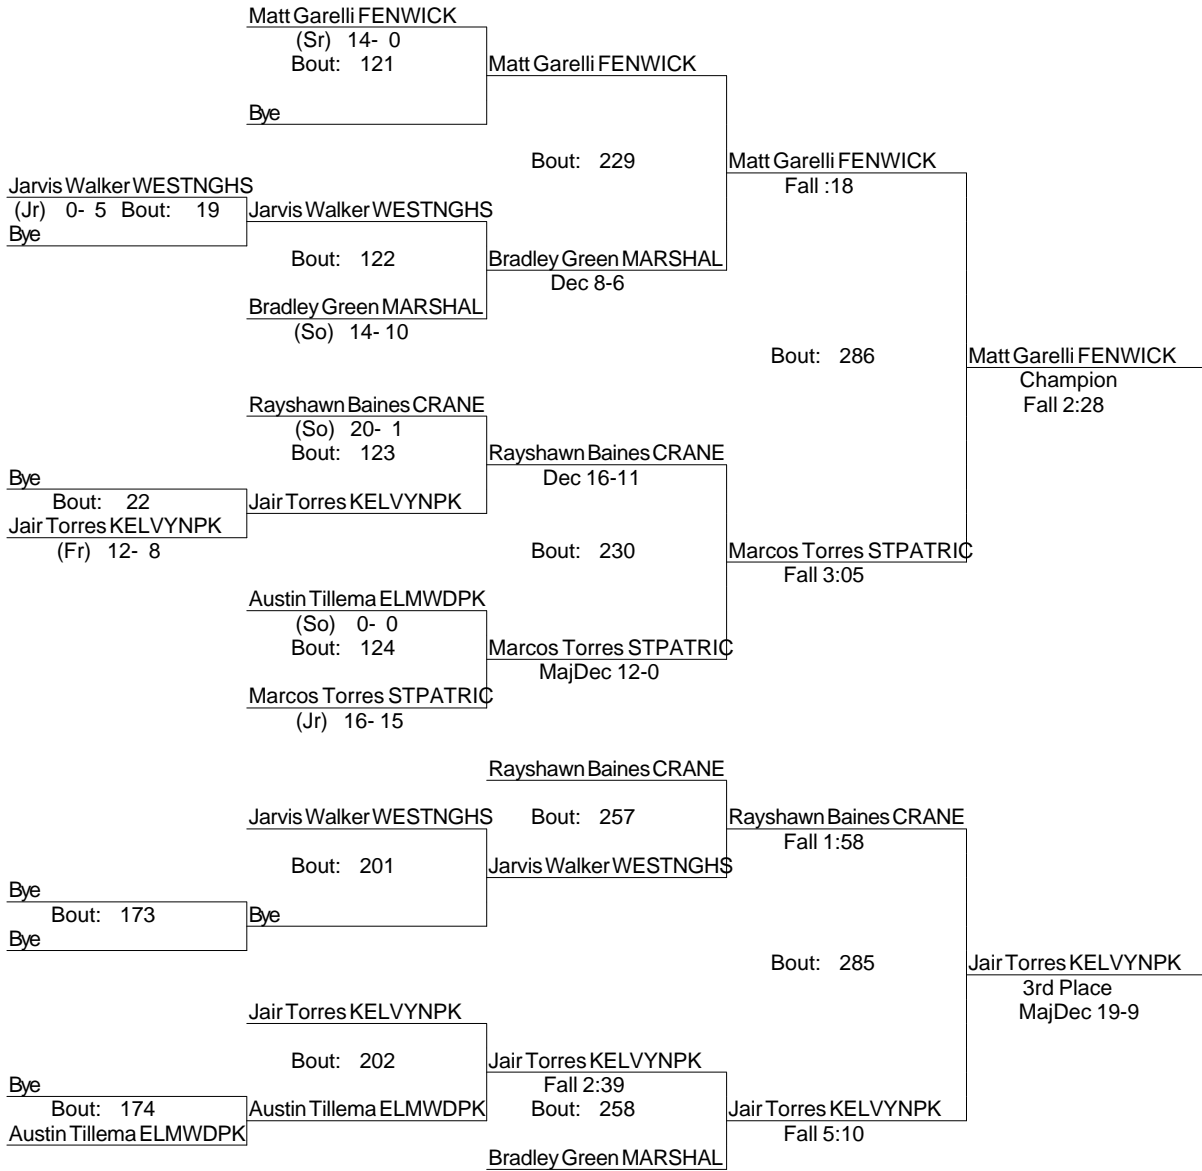 Matt Garelli FENWICK
(Sr) 14- 0
Bout: 121
Matt Garelli FENWICK
Bye
Bout: 229
Matt Garelli FENWICK
Fall :18
Jarvis Walker WESTNGHS
(Jr) 0- 5 Bout: 19
Jarvis Walker WESTNGHS
Bye
Bout: 122
Bradley Green MARSHAL
Dec 8-6
Bradley Green MARSHAL
(So) 14- 10
Bout: 286
Matt Garelli FENWICK
Champion
Fall 2:28
Rayshawn Baines CRANE
(So) 20- 1
Bout: 123
Rayshawn Baines CRANE
Dec 16-11
Bye
Bout: 22
Jair Torres KELVYNPK
Jair Torres KELVYNPK
(Fr) 12- 8
Bout: 230
Marcos Torres STPATRIC
Fall 3:05
Austin Tillema ELMWDPK
(So) 0- 0
Bout: 124
Marcos Torres STPATRIC
MajDec 12-0
Marcos Torres STPATRIC
(Jr) 16- 15
Rayshawn Baines CRANE
Jarvis Walker WESTNGHS
Bout: 257
Rayshawn Baines CRANE
Fall 1:58
Bout: 201
Jarvis Walker WESTNGHS
Bye
Bout: 173
Bye
Bye
Bout: 285
Jair Torres KELVYNPK
3rd Place
MajDec 19-9
Jair Torres KELVYNPK
Bout: 202
Jair Torres KELVYNPK
Fall 2:39
Bye
Bout: 174
Austin Tillema ELMWDPK
Bout: 258
Jair Torres KELVYNPK
Fall 5:10
Austin Tillema ELMWDPK
Bradley Green MARSHAL